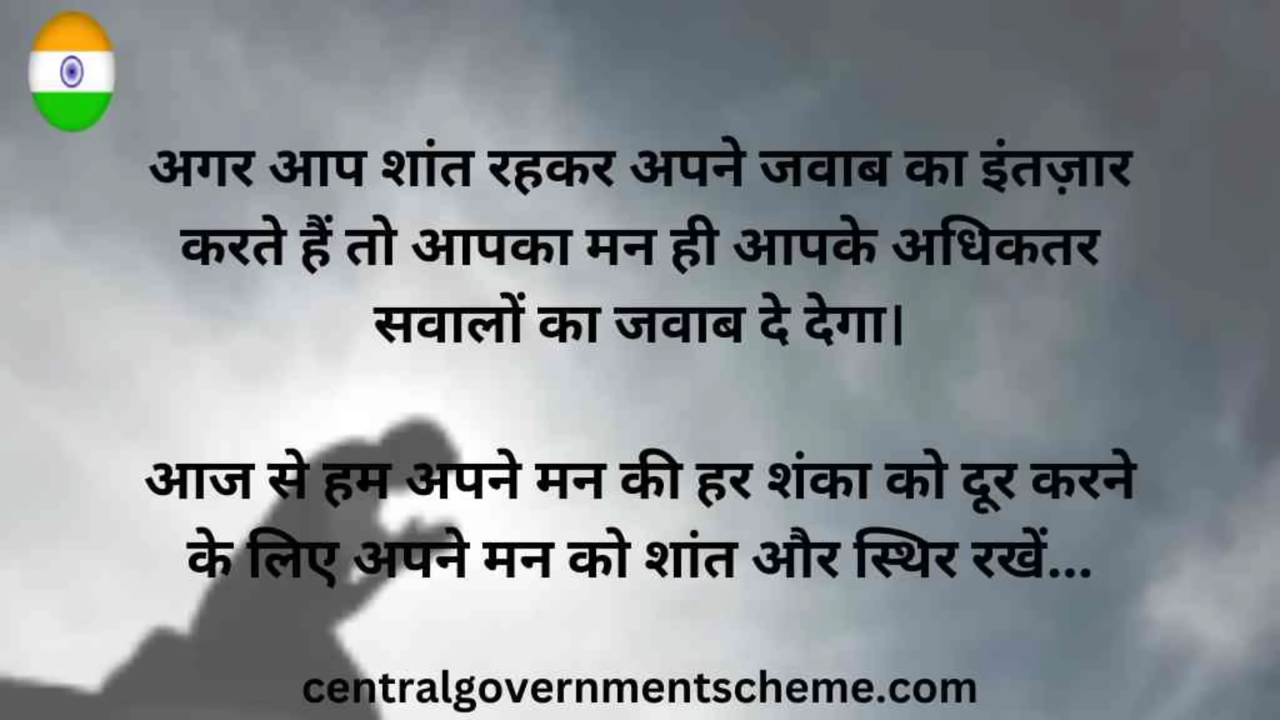 अगर आप शांत रहकर अपने जवाब का इंतज़ार
करते हैं तो आपका मन ही आपके अधिकतर
सवालों का जवाब दे देगा।
आज से हम अपने मन की हर शंका को दूर करने
के लिए अपने मन को शांत और स्थिर रखें...
centralgovernmentscheme.com